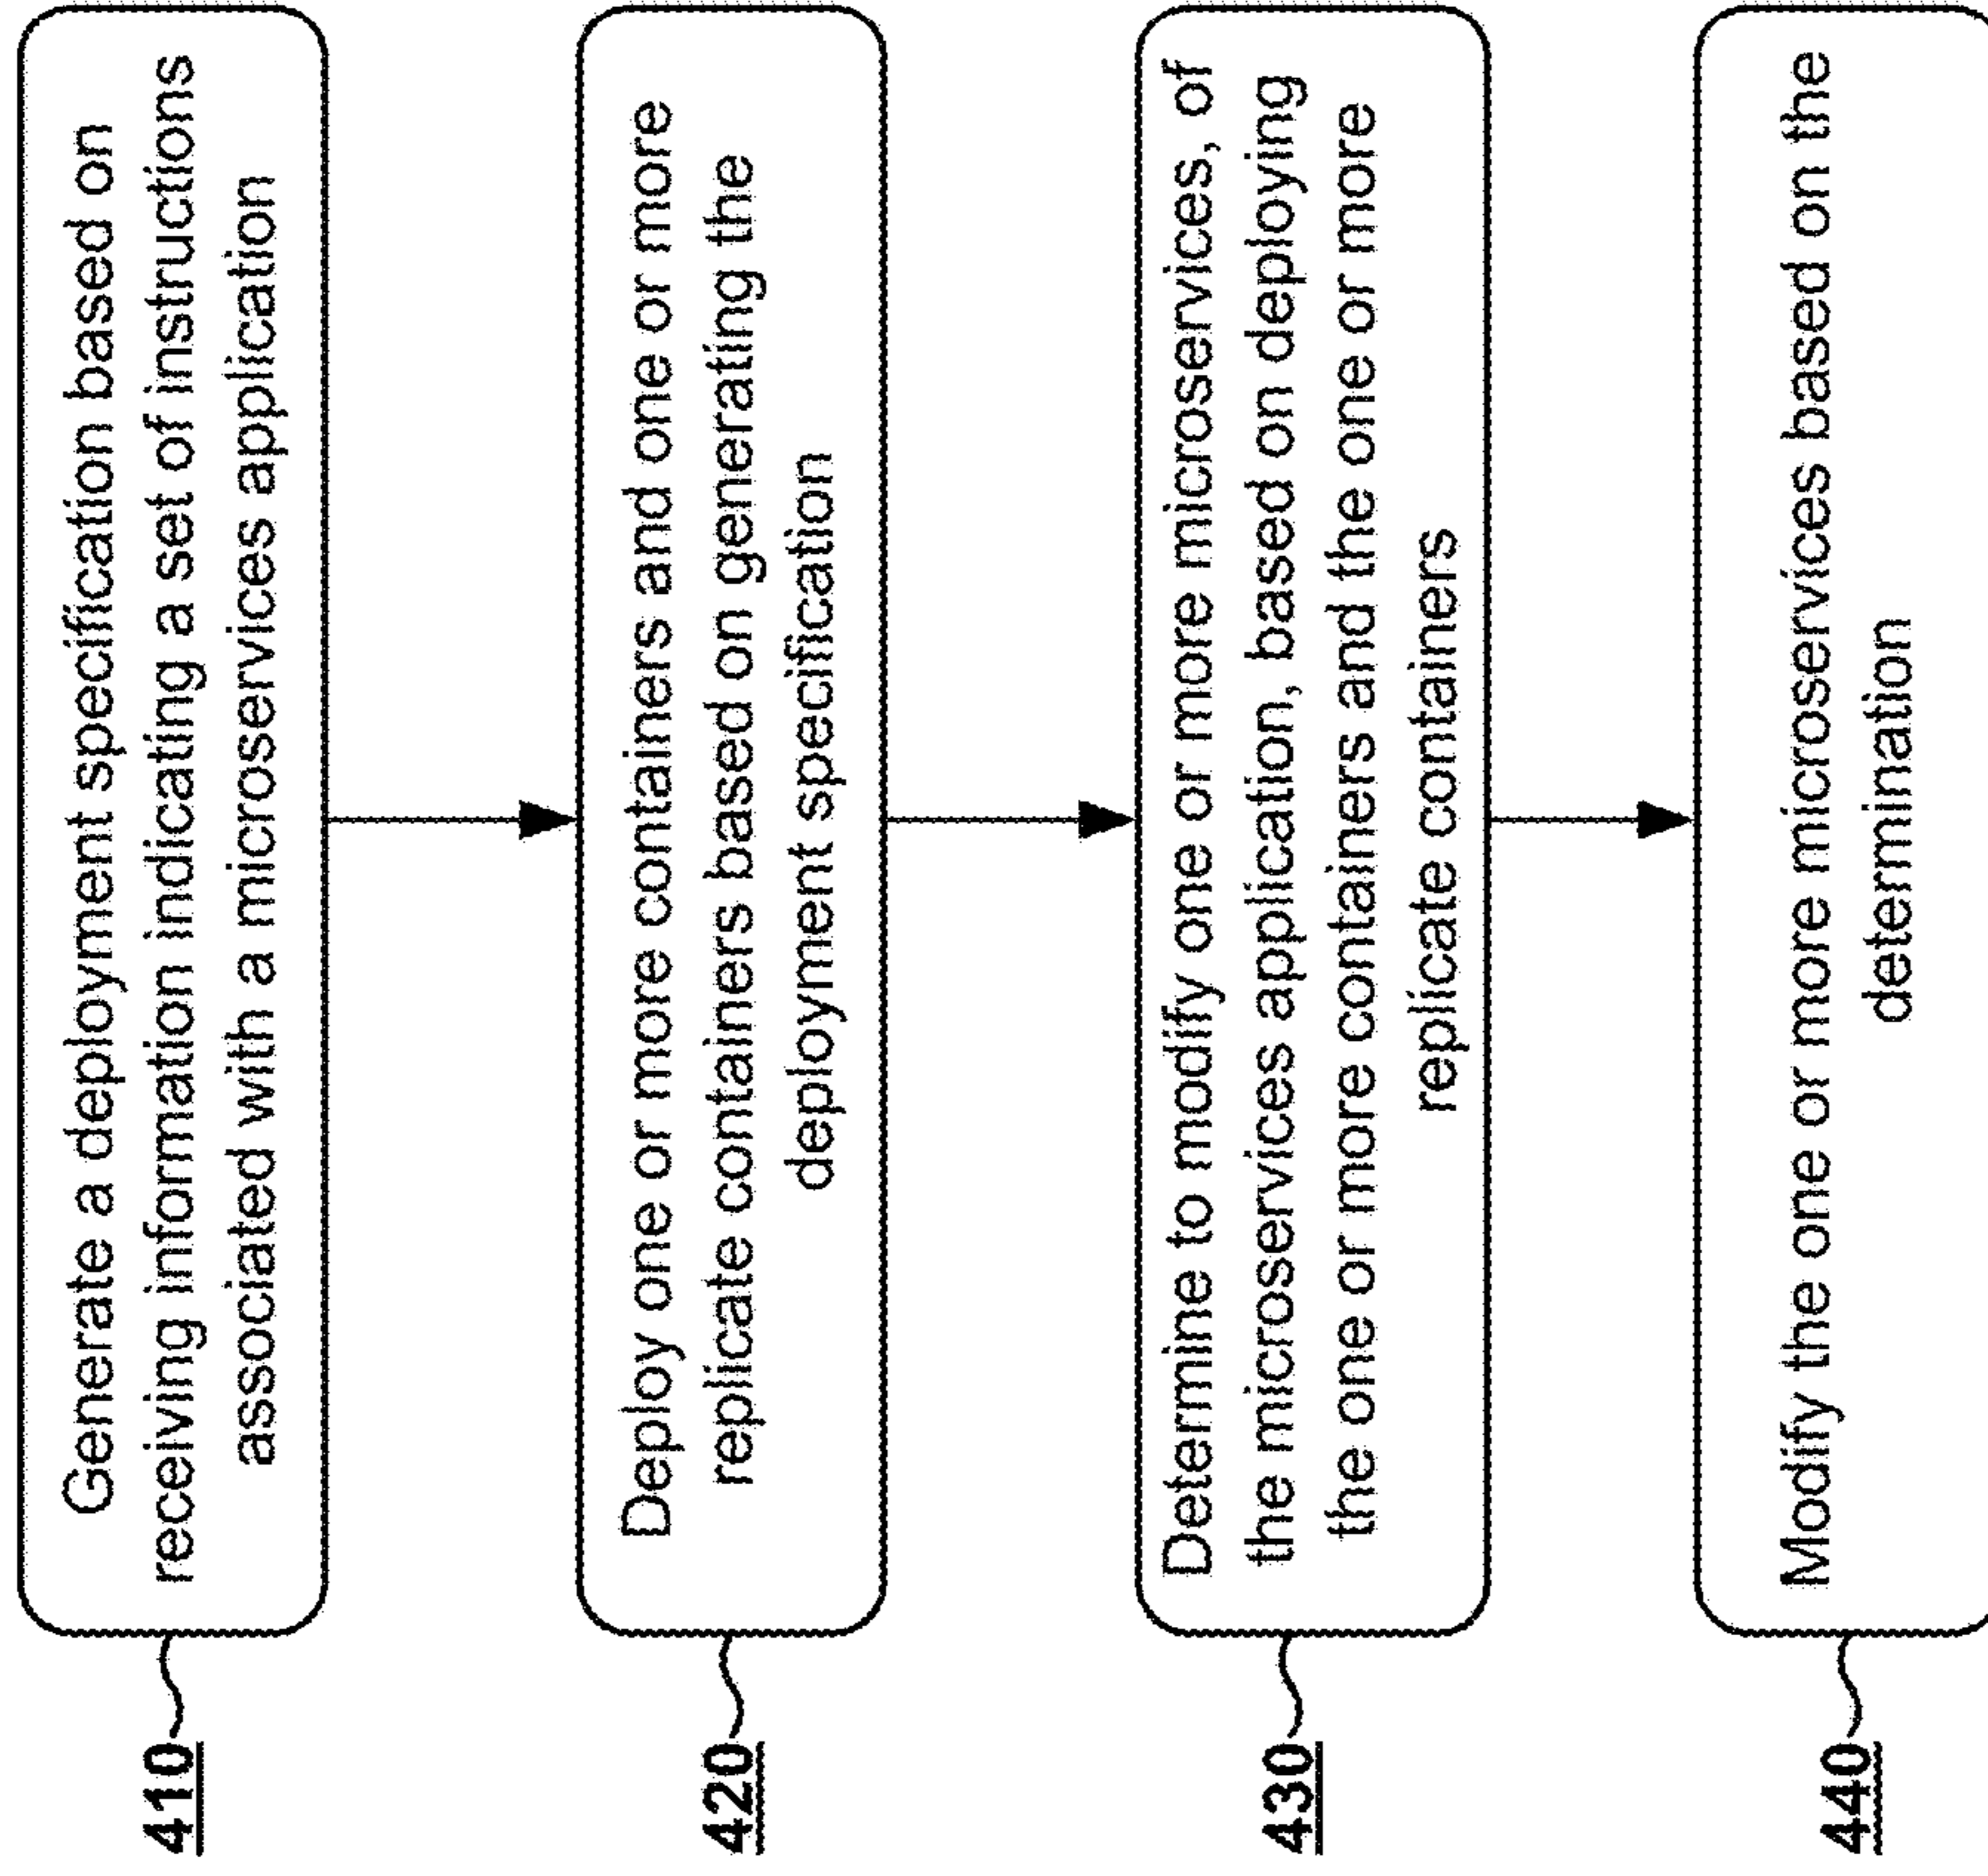 410
Generate a deployment specification based on
receiving information indicating a set of instructions
associated with a microservices application
420
Deploy one or more containers and one or more
replicate containers based on generating the
deployment specification
430
Determine to modify one or more microservices, of
the microservices application, based on deploying
the one or more containers and the one or more
replicate containers
440
Modify the one or more microservices based on the
determination